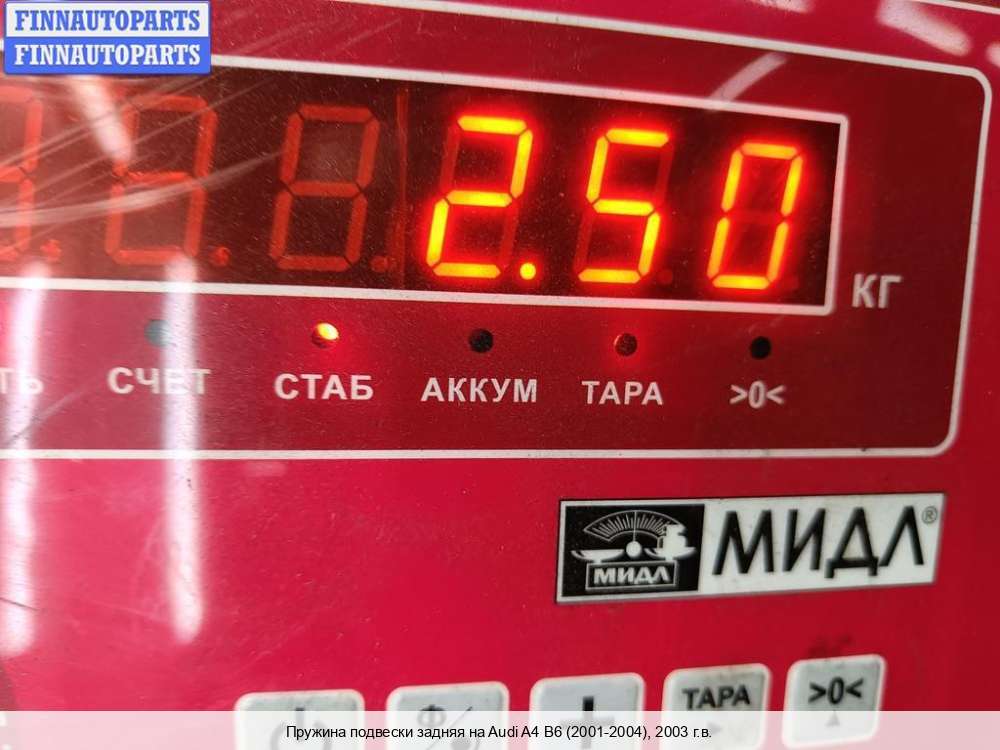 FINNAUTOPARTS
FINNAUTOPARTS
2.50
КГ
СЧЕТ СТАБ АККУМ ТАРА >0<
МИДЛ МИДЛ®
ТАРА >0<
Пружина подвески задняя на Audi A4 B6 (2001-2004), 2003 г.в.